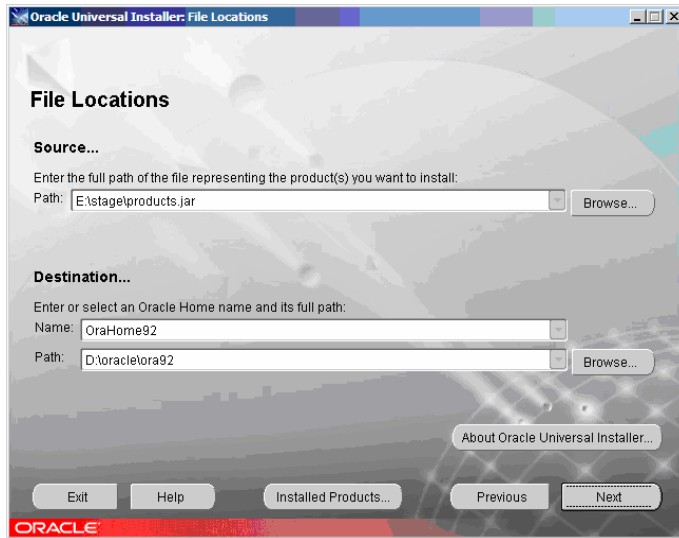 Oracle Universal Installer: File Locations
File Locations
Source...
Enter the full path of the file representing the product(s) you want to install:
Path: E:\stage\products.jar Browse...
Destination...
Enter or select an Oracle Home name and its full path:
Name: OraHome92
Path: D:\oracle\ora92 Browse...
About Oracle Universal Installer...
Exit Help Installed Products... Previous Next
ORACLE